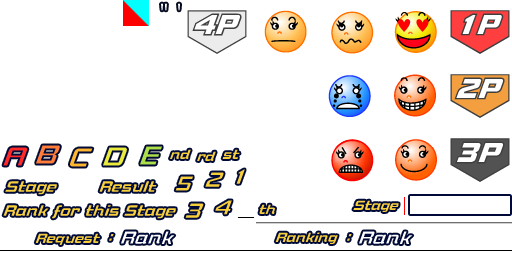 " '
4P
1P
2P
3P
A B C D E nd rd st
Stage Result 5 2 1
Rank for this Stage 3 4 _ th
Stage
Request : Rank
Ranking : Rank